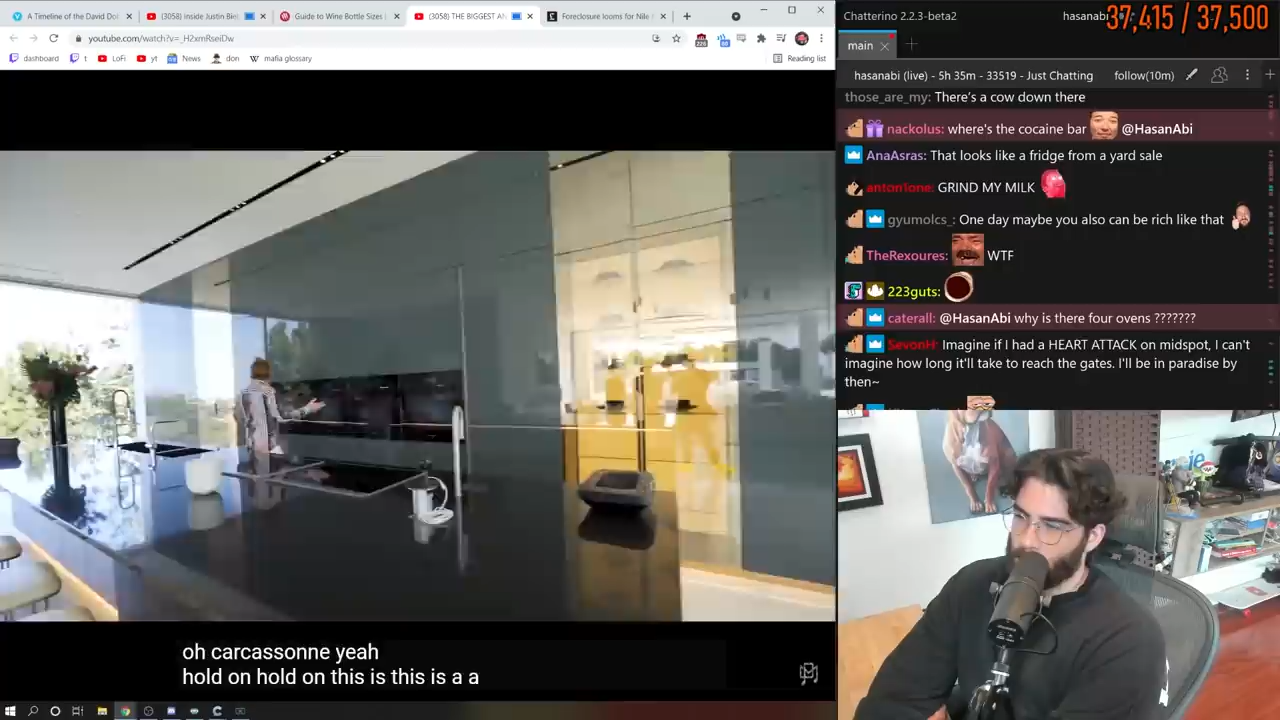 A Timeline of the David Do
(3058) Inside Justin Bie
Guide to Wine Bottle Sizes
(3058) THE BIGGEST A
Foreclosure looms for Nile
youtube.com/watch?v=_H2xmRseiDw
dashboard
t
LoFi
yt
News
don
mafia glossary
Reading list
oh carcassonne yeah
hold on hold on this is this is a a
Chatterino 2.2.3-beta2
hasanabi
37,415 / 37,500
main
hasanabi (live) - 5h 35m - 33519 - Just Chatting
follow(10m)
those_are_my: There's a cow down there
nackolus: where's the cocaine bar @HasanAbi
AnaAsras: That looks like a fridge from a yard sale
antonTone: GRIND MY MILK
gyumolcs_: One day maybe you also can be rich like that
TheRexoures: WTF
223guts:
caterall: @HasanAbi why is there four ovens ???????
SevonH: Imagine if I had a HEART ATTACK on midspot, I can't
imagine how long it'll take to reach the gates. I'll be in paradise by
then~